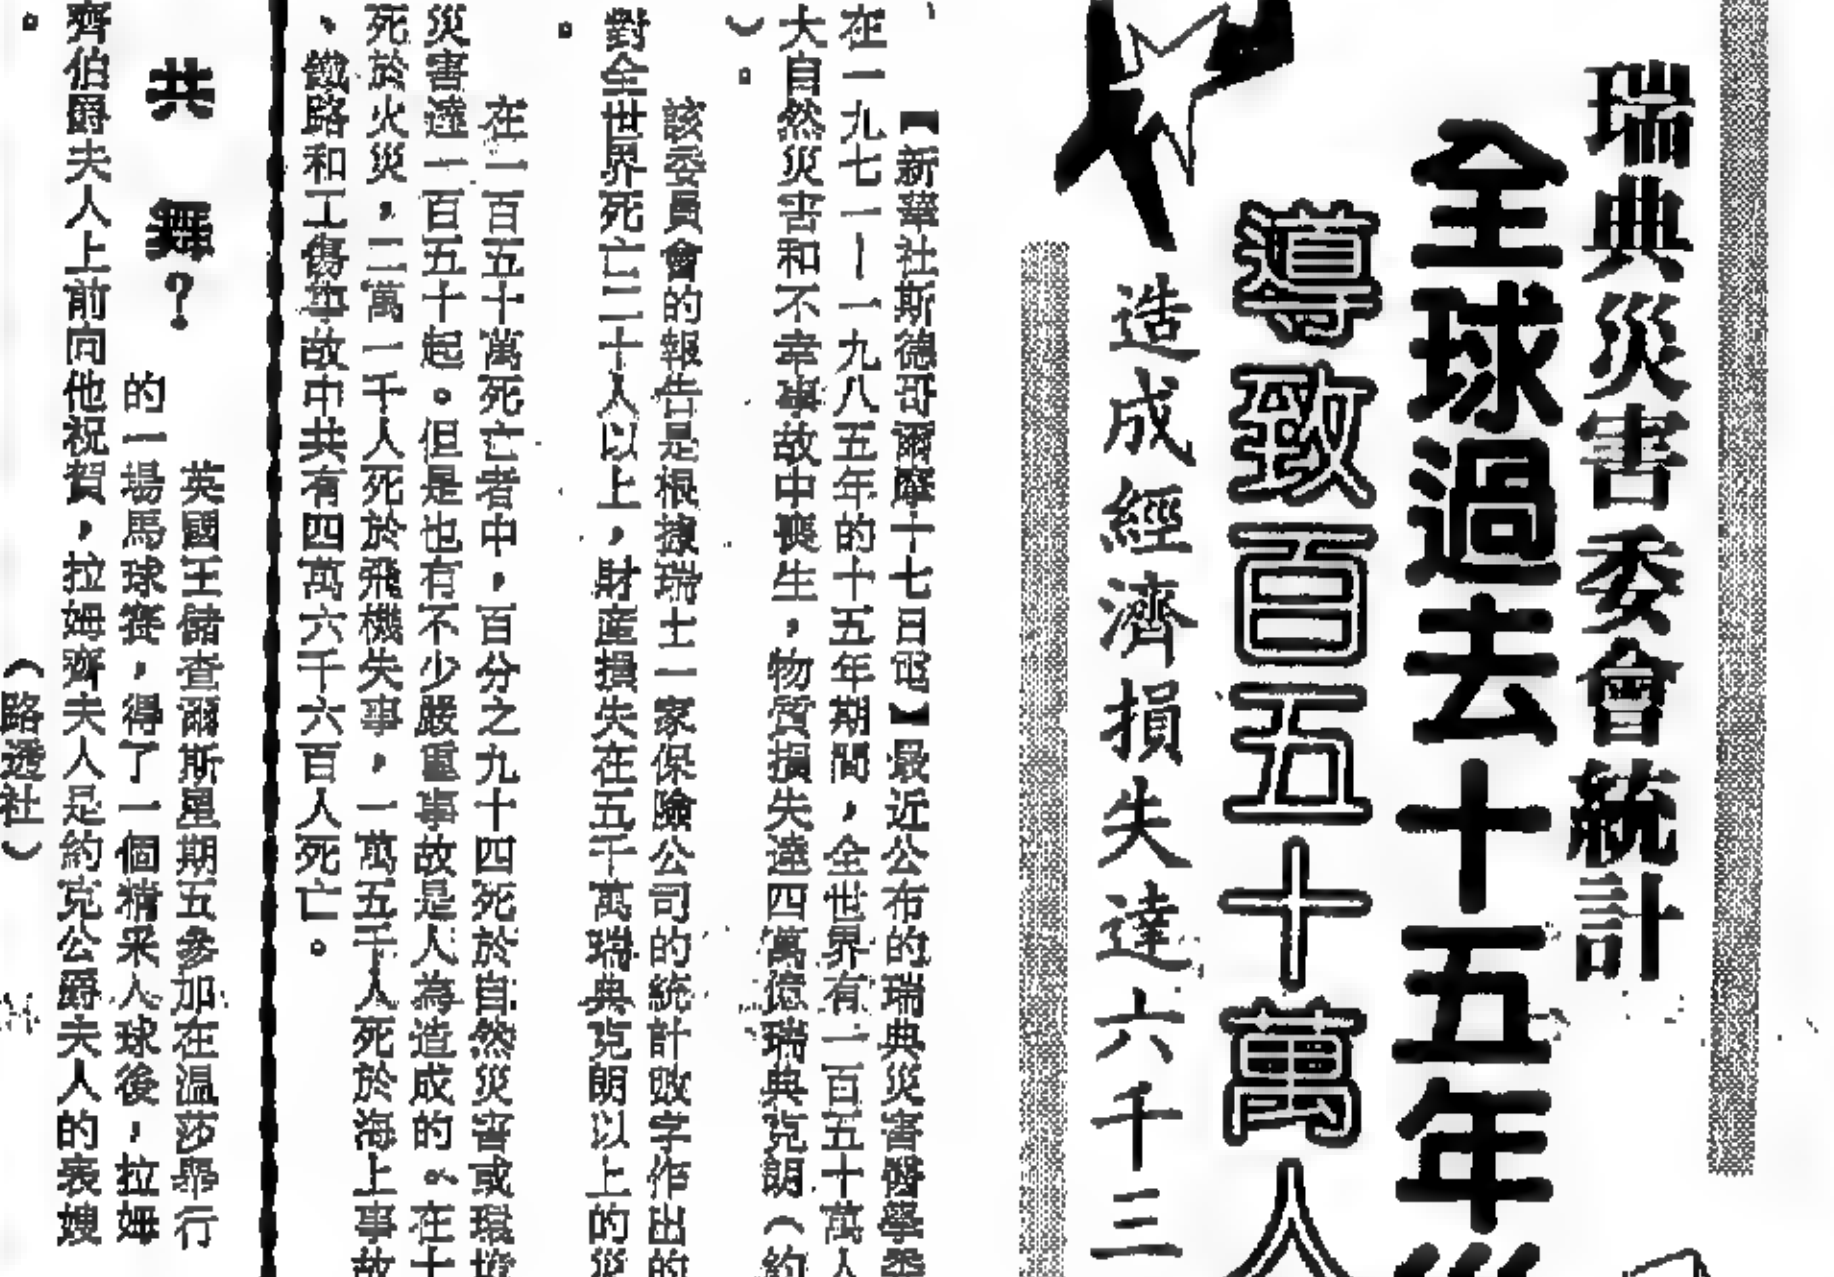 瑞典災害委會統計
全球過去十五年災
導致百五十萬人
造成經濟損失達六千三
【新華社斯德哥爾摩十七日電】最近公布的瑞典災害醫學委
在一九七一——一九八五年的十五年期間，全世界有一百五十萬人
大自然災害和不幸事故中喪生，物質損失達四萬億瑞典克朗（約
）。
該委員會的報告是根據瑞士一家保險公司的統計數字作出的
對全世界死亡二十人以上，財產損失在五千萬瑞典克朗以上的災
。
在一百五十萬死亡者中，百分之九十四死於自然災害或環境
災害達一百五十起。但是也有不少嚴重事故是人為造成的。在十
死於火災，二萬一千人死於飛機失事，一萬五千人死於海上事故
、鐵路和工傷事故中共有四萬六千六百人死亡。
共舞？
英國王儲查爾斯星期五參加在溫莎舉行
的一場馬球賽，得了一個精采人球後，拉姆
齊伯爵夫人上前向他祝賀，拉姆齊夫人是約克公爵夫人的表嫂
。
（路透社）